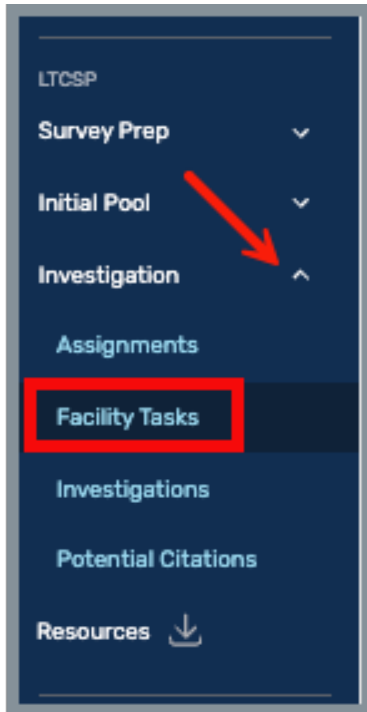 LTCSP
Survey Prep
Initial Pool
Investigation
Assignments
Facility Tasks
Investigations
Potential Citations
Resources